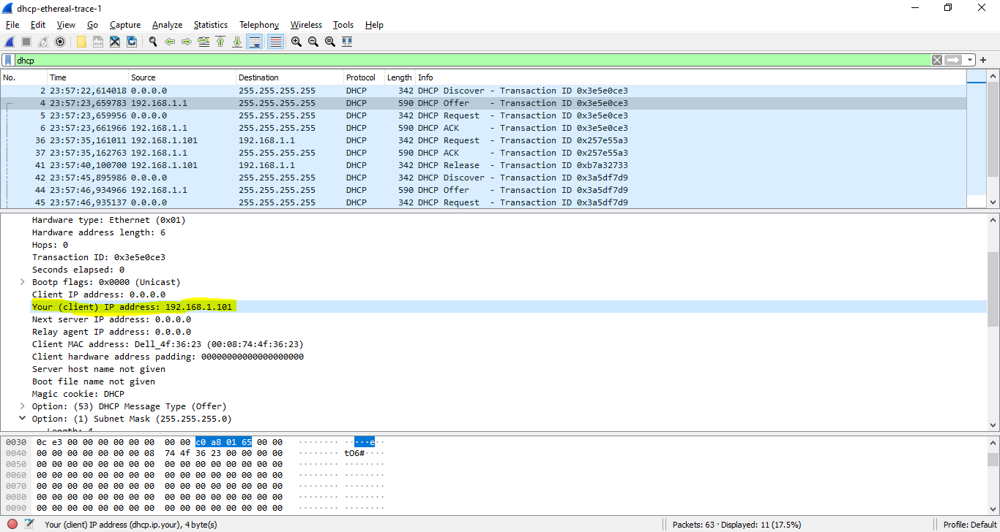 dhcp-ethereal-trace-1
File Edit View Go Capture Analyze Statistics Telephony Wireless Tools Help
dhcp
No. Time Source Destination Protocol Length Info
2 23:57:22,614018 0.0.0.0 255.255.255.255 DHCP 342 DHCP Discover - Transaction ID 0x3e5e0ce3
4 23:57:23,659783 192.168.1.1 255.255.255.255 DHCP 590 DHCP Offer - Transaction ID 0x3e5e0ce3
5 23:57:23,659956 0.0.0.0 255.255.255.255 DHCP 342 DHCP Request - Transaction ID 0x3e5e0ce3
6 23:57:23,661966 192.168.1.1 255.255.255.255 DHCP 590 DHCP ACK - Transaction ID 0x3e5e0ce3
36 23:57:35,161011 192.168.1.101 192.168.1.1 DHCP 342 DHCP Request - Transaction ID 0x257e55a3
37 23:57:35,162763 192.168.1.1 255.255.255.255 DHCP 590 DHCP ACK - Transaction ID 0x257e55a3
41 23:57:40,100700 192.168.1.101 192.168.1.1 DHCP 342 DHCP Release - Transaction ID 0xb7a32733
42 23:57:45,895986 0.0.0.0 255.255.255.255 DHCP 342 DHCP Discover - Transaction ID 0x3a5df7d9
44 23:57:46,934966 192.168.1.1 255.255.255.255 DHCP 590 DHCP Offer - Transaction ID 0x3a5df7d9
45 23:57:46,935137 0.0.0.0 255.255.255.255 DHCP 342 DHCP Request - Transaction ID 0x3a5df7d9
Hardware type: Ethernet (0x01)
Hardware address length: 6
Hops: 0
Transaction ID: 0x3e5e0ce3
Seconds elapsed: 0
Bootp flags: 0x0000 (Unicast)
Client IP address: 0.0.0.0
Your (client) IP address: 192.168.1.101
Next server IP address: 0.0.0.0
Relay agent IP address: 0.0.0.0
Client MAC address: Dell_4f:36:23 (00:08:74:4f:36:23)
Client hardware address padding: 00000000000000000000
Server host name not given
Boot file name not given
Magic cookie: DHCP
Option: (53) DHCP Message Type (Offer)
Option: (1) Subnet Mask (255.255.255.0)
Length: 4
0030 0c e3 00 00 00 00 00 00 00 00 c0 a8 01 65 00 00 ········ ·····e··
0040 00 00 00 00 00 00 00 08 74 4f 36 23 00 00 00 00 ········ tO6#····
0050 00 00 00 00 00 00 00 00 00 00 00 00 00 00 00 00 ········ ········
0060 00 00 00 00 00 00 00 00 00 00 00 00 00 00 00 00 ········ ········
0070 00 00 00 00 00 00 00 00 00 00 00 00 00 00 00 00 ········ ········
0080 00 00 00 00 00 00 00 00 00 00 00 00 00 00 00 00 ········ ········
0090 00 00 00 00 00 00 00 00 00 00 00 00 00 00 00 00 ········ ········
Your (client) IP address (dhcp.ip.your), 4 byte(s) Packets: 63 · Displayed: 11 (17.5%) Profile: Default